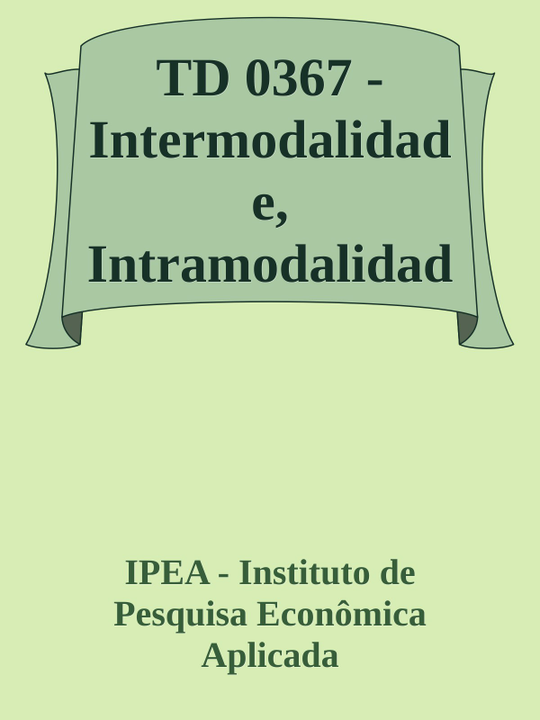 TD 0367 -
Intermodalidad
e,
Intramodalidad
IPEA - Instituto de
Pesquisa Econômica
Aplicada